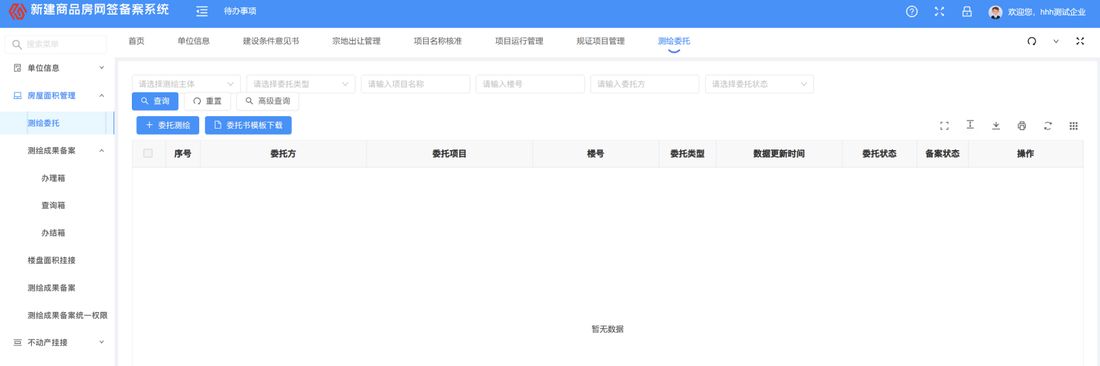 新建商品房网签备案系统 待办事项 欢迎您，hhh测试企业
搜索菜单 首页 单位信息 建设条件意见书 宗地出让管理 项目名称核准 项目运行管理 规证项目管理 测绘委托
单位信息
房屋面积管理
测绘委托
测绘成果备案
办理箱
查询箱
办结箱
楼盘面积挂接
测绘成果备案
测绘成果备案统一权限
不动产挂接
请选择测绘主体 请选择委托类型 请输入项目名称 请输入楼号 请输入委托方 请选择委托状态
查询 重置 高级查询
委托测绘 委托书模板下载
序号 委托方 委托项目 楼号 委托类型 数据更新时间 委托状态 备案状态 操作
暂无数据